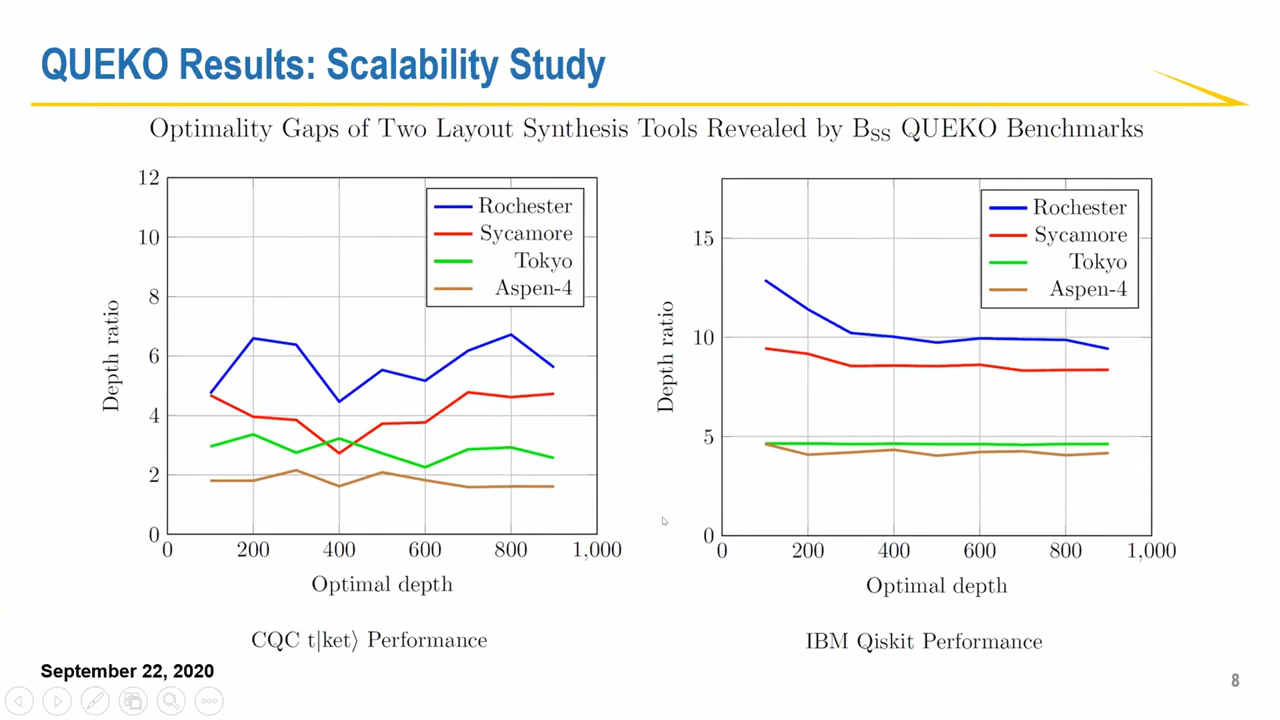 QUEKO Results: Scalability Study
Optimality Gaps of Two Layout Synthesis Tools Revealed by BSS QUEKO Benchmarks
12
10
8
6
4
2
0
0 200 400 600 800 1,000
Depth ratio
Optimal depth
Rochester
Sycamore
Tokyo
Aspen-4
CQC t|ket⟩ Performance
15
10
5
0
0 200 400 600 800 1,000
Depth ratio
Optimal depth
Rochester
Sycamore
Tokyo
Aspen-4
IBM Qiskit Performance
September 22, 2020
8